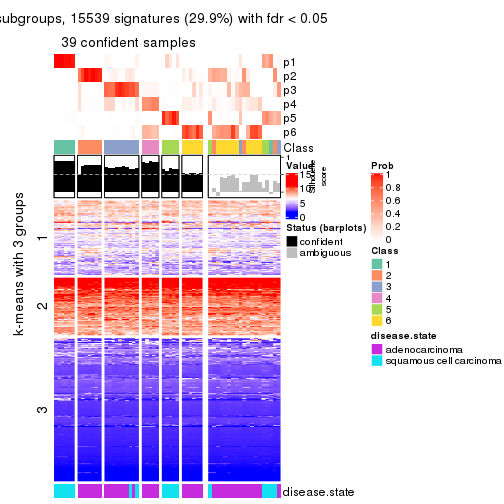 subgroups, 15539 signatures (29.9%) with fdr < 0.05
39 confident samples
p1
p2
p3
p4
p5
p6
Class
1
Silhouette
score
k-means with 3 groups
1
2
3
disease.state
Value
15
10
5
0
Status (barplots)
confident
ambiguous
Prob
1
0.8
0.6
0.4
0.2
0
Class
1
2
3
4
5
6
disease.state
adenocarcinoma
squamous cell carcinoma